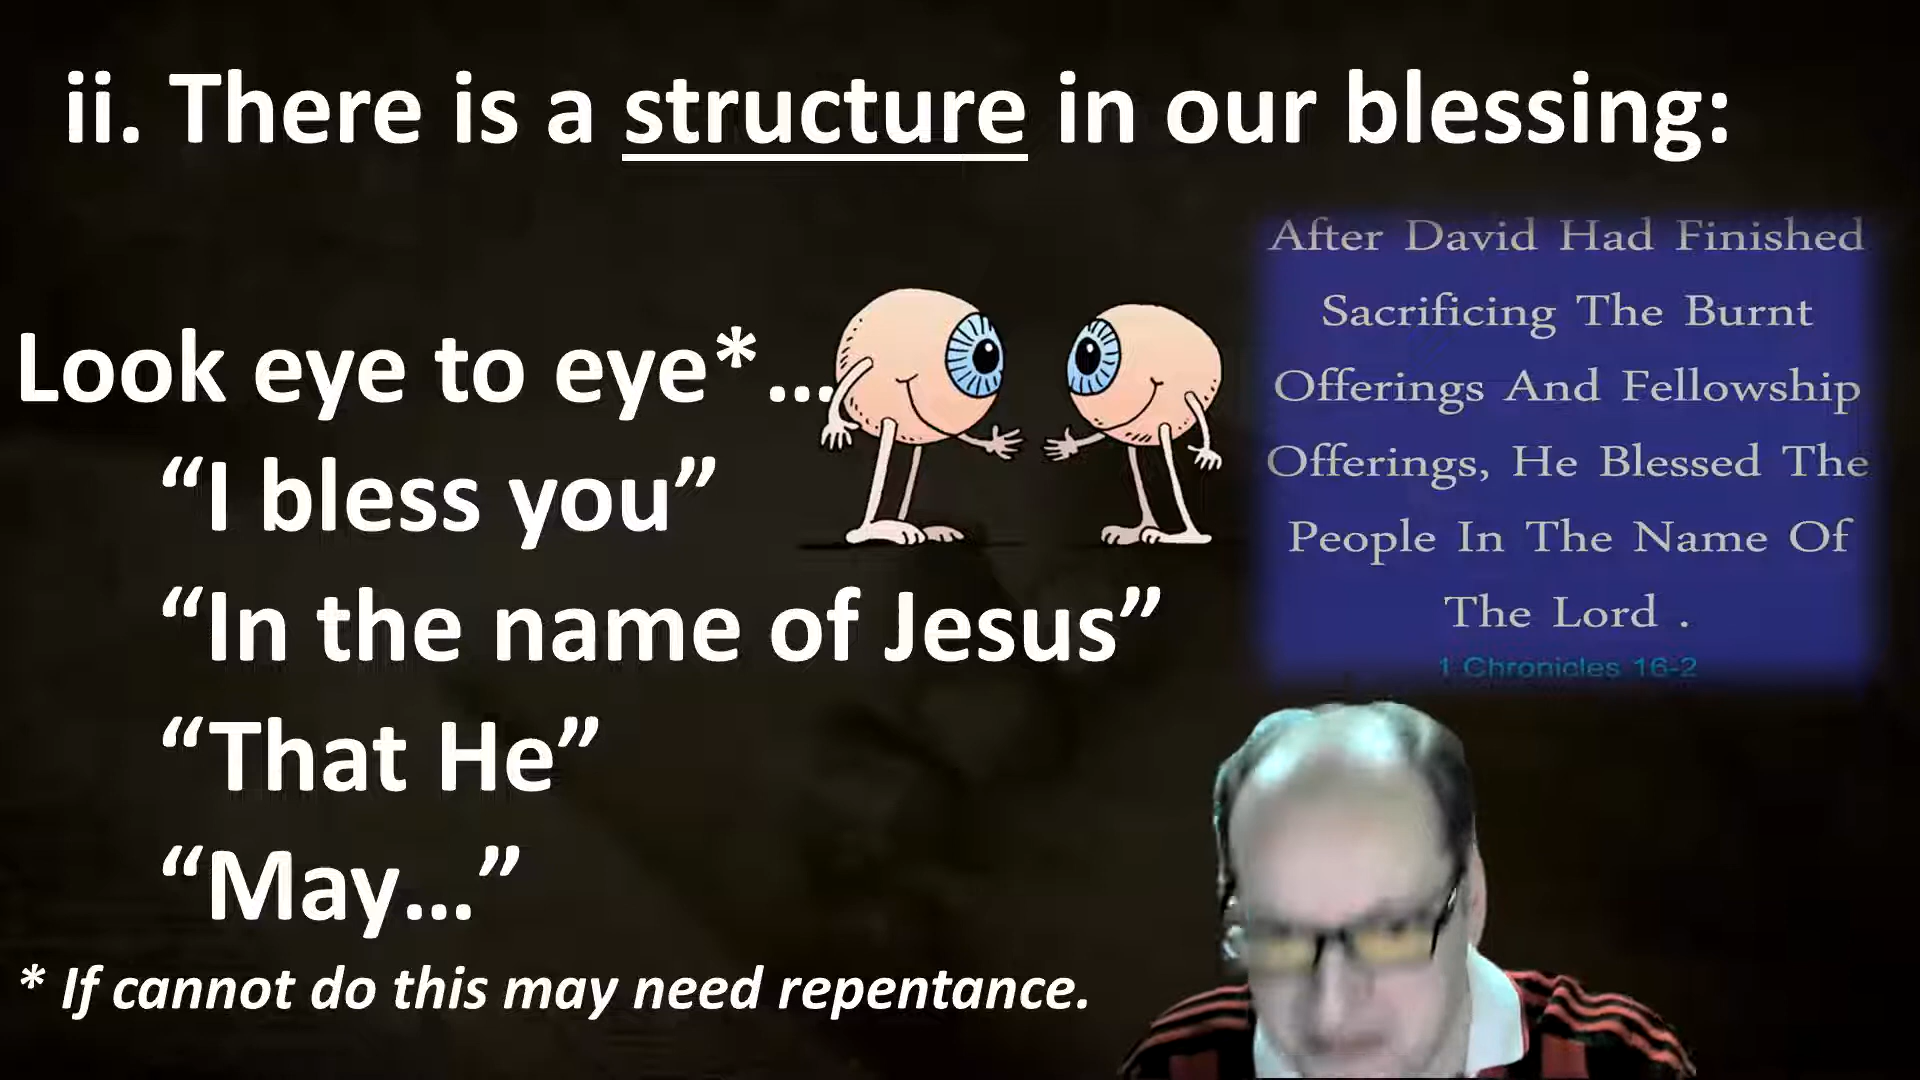 ii. There is a structure in our blessing:
Look eye to eye*...
“I bless you”
“In the name of Jesus”
“That He”
“May...”
* If cannot do this may need repentance.
After David Had Finished
Sacrificing The Burnt
Offerings And Fellowship
Offerings, He Blessed The
People In The Name Of
The Lord .
1 Chronicles 16-2